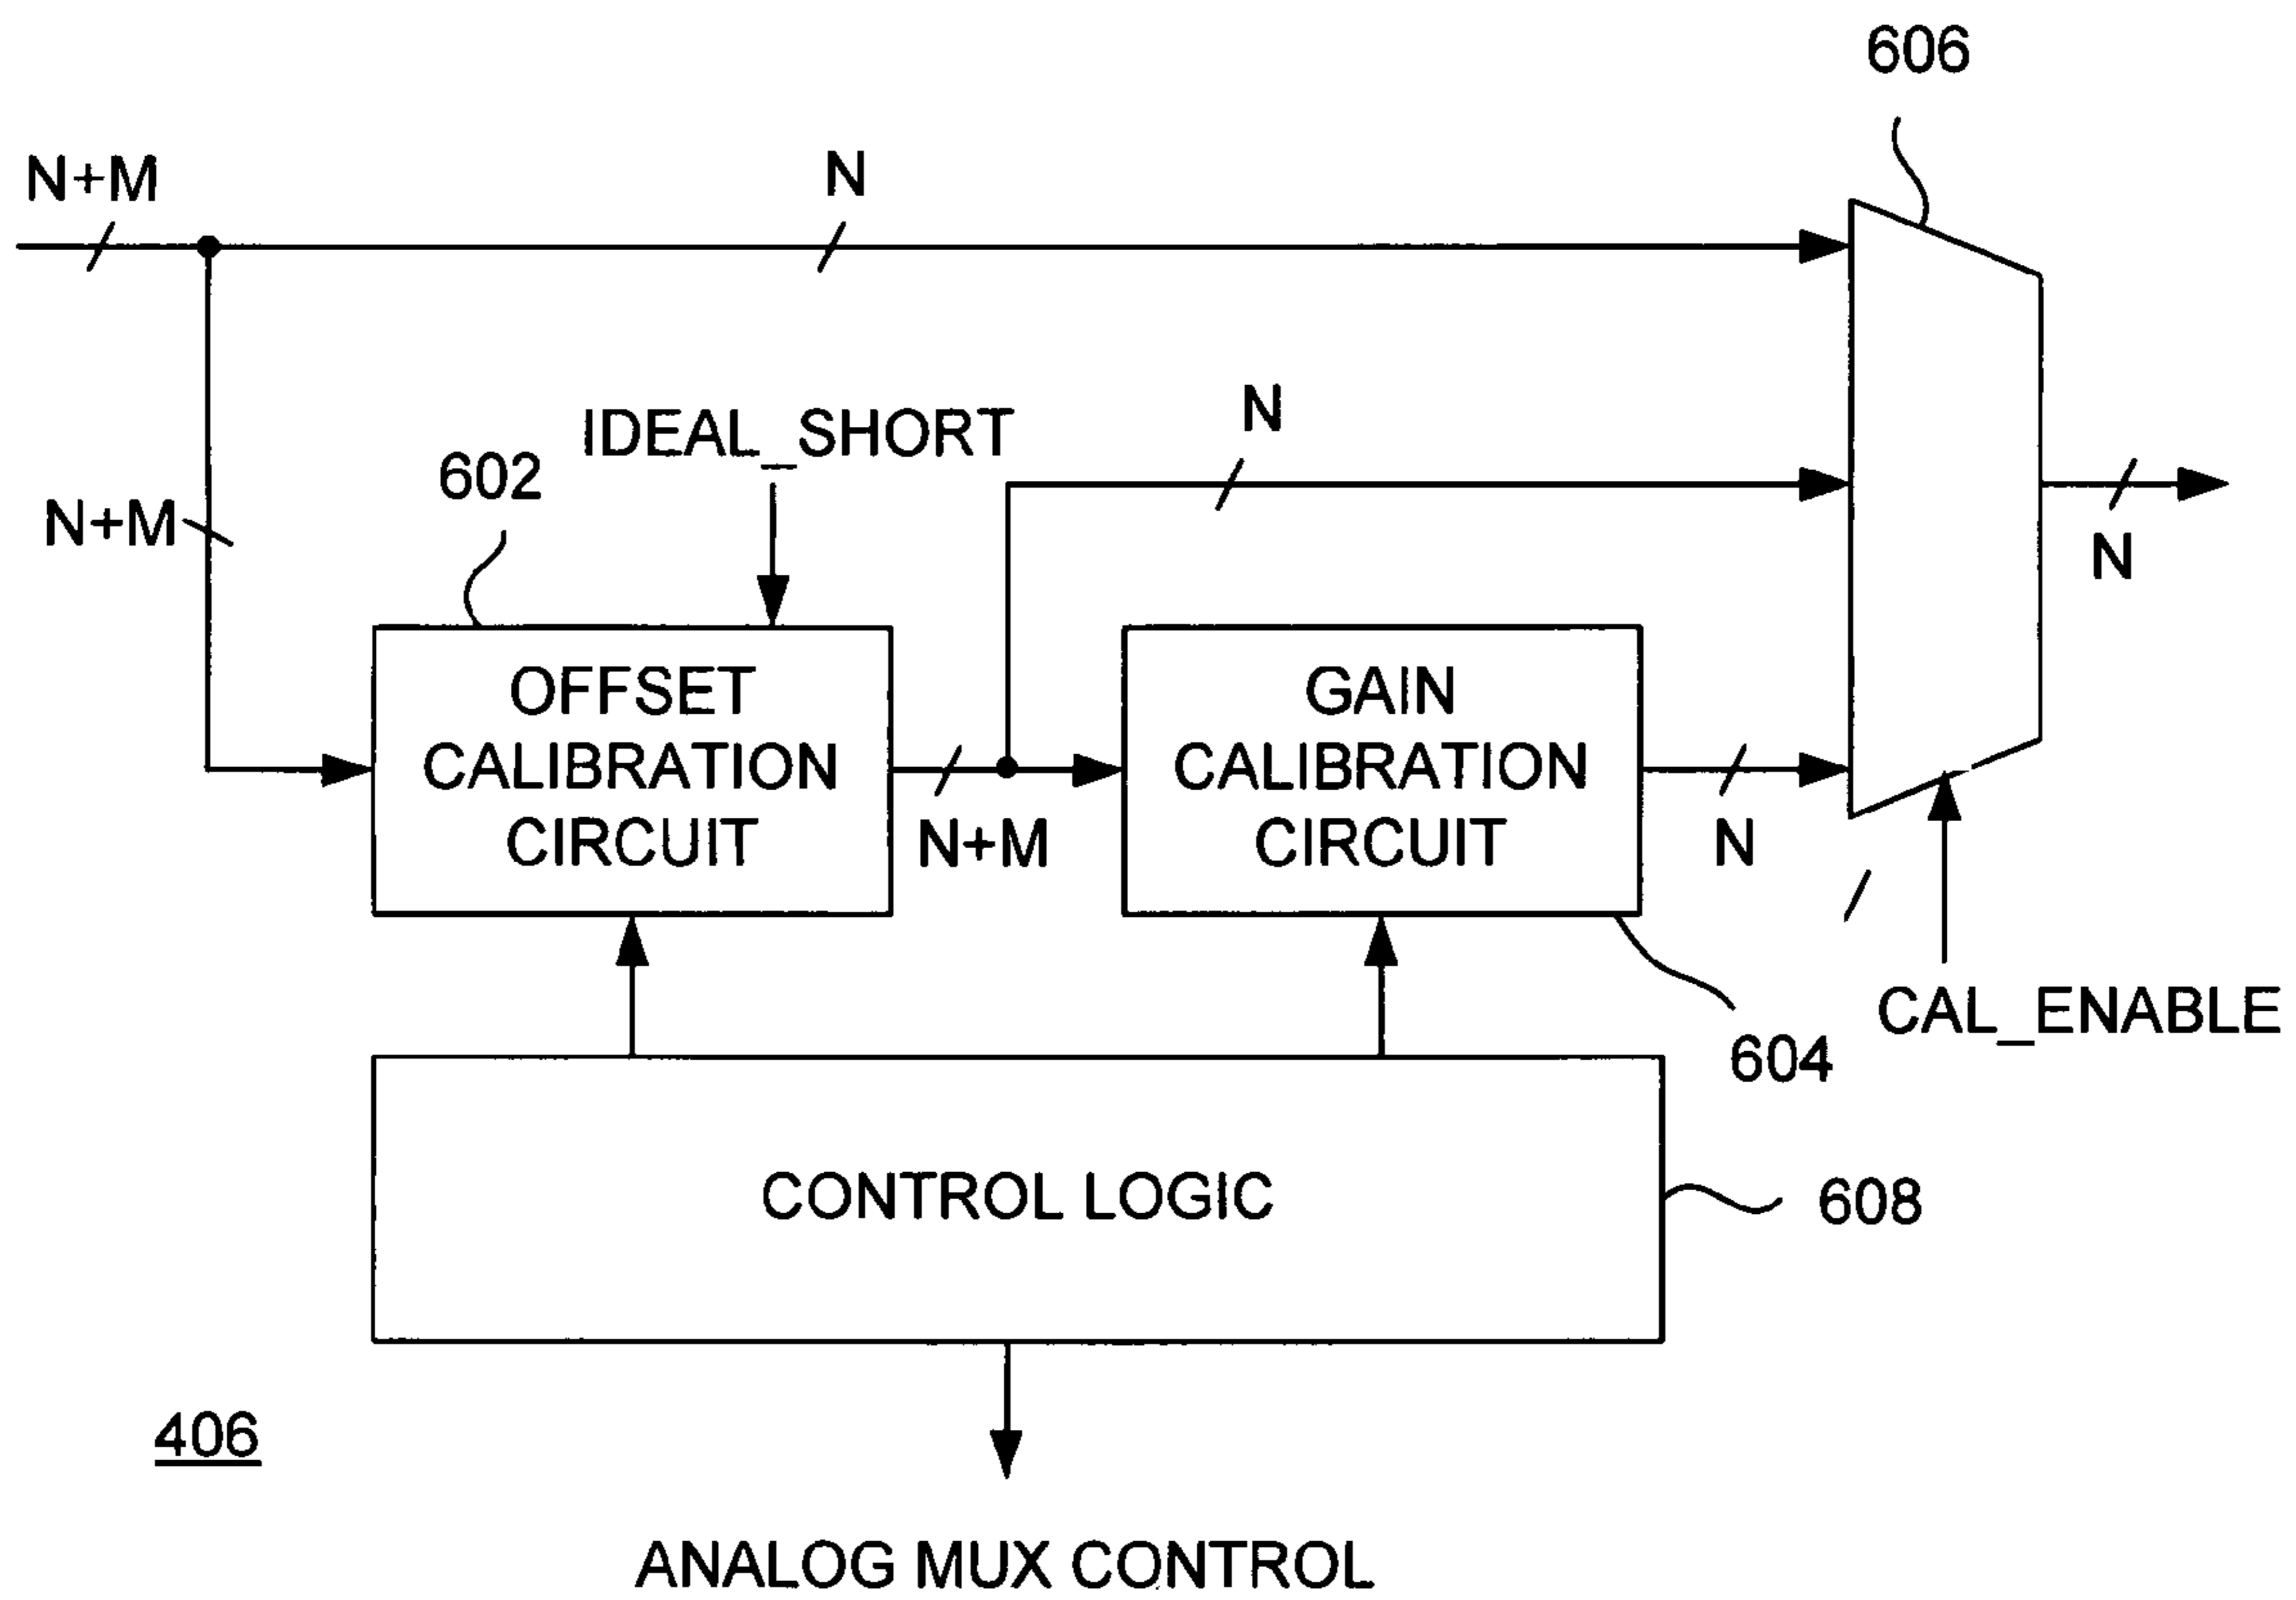 606
N+M
N
N
IDEAL_SHORT
602
N+M
N
OFFSET
CALIBRATION
CIRCUIT
GAIN
CALIBRATION
CIRCUIT
N+M
N
CAL_ENABLE
604
CONTROL LOGIC
608
406
ANALOG MUX CONTROL